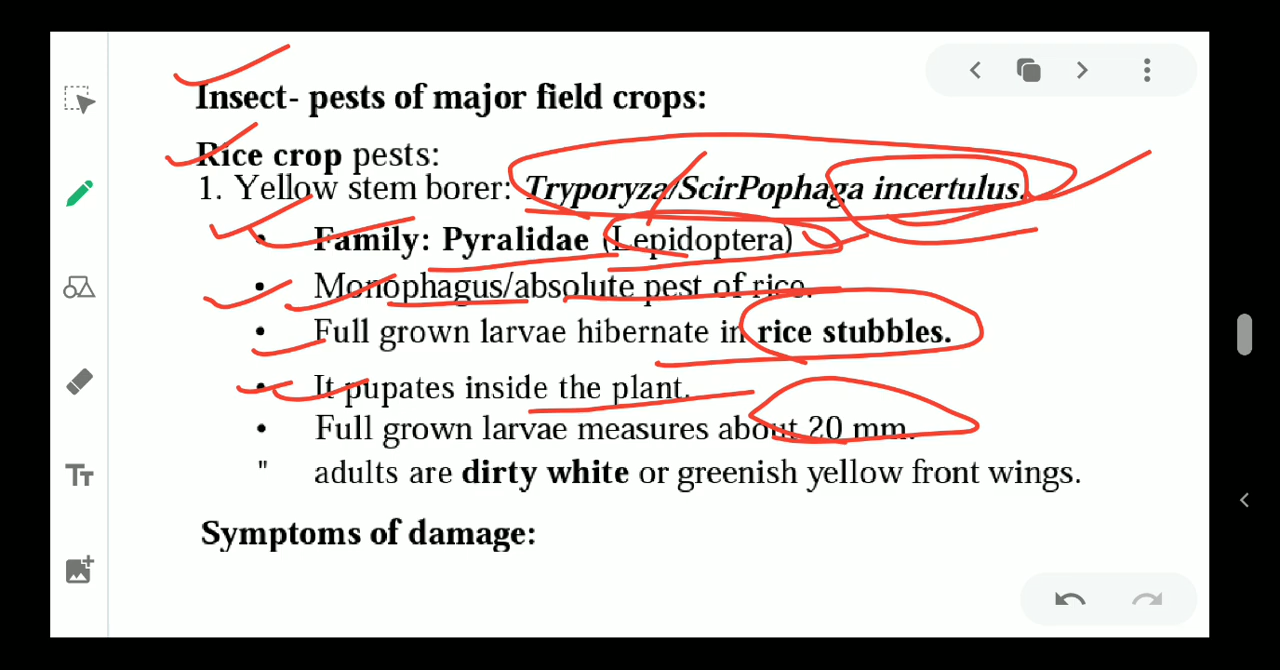 Insect- pests of major field crops:
Rice crop pests:
1. Yellow stem borer: Tryporyza/ScirPophaga incertulus.
• Family: Pyralidae (Lepidoptera)
• Monophagus/absolute pest of rice.
• Full grown larvae hibernate in rice stubbles.
• It pupates inside the plant.
• Full grown larvae measures about 20 mm.
" adults are dirty white or greenish yellow front wings.
Symptoms of damage: